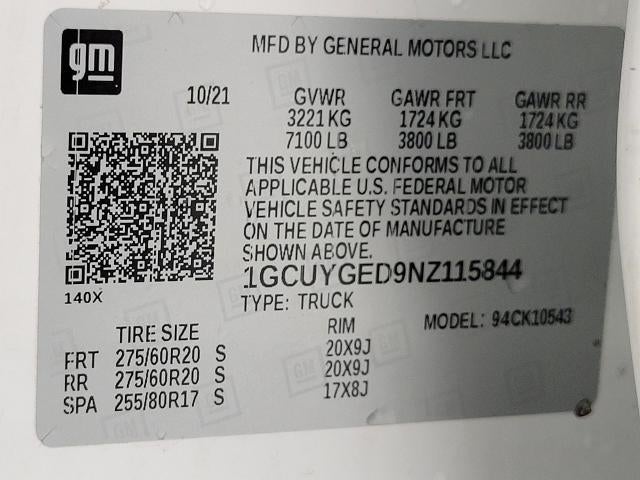 gm
MFD BY GENERAL MOTORS LLC
10/21 GVWR GAWR FRT GAWR RR
3221 KG 1724 KG 1724 KG
7100 LB 3800 LB 3800 LB
THIS VEHICLE CONFORMS TO ALL
APPLICABLE U.S. FEDERAL MOTOR
VEHICLE SAFETY STANDARDS IN EFFECT
ON THE DATE OF MANUFACTURE
SHOWN ABOVE.
140X
1GCUYGED9NZ115844
TYPE: TRUCK MODEL: 94CK10543
TIRE SIZE RIM
FRT 275/60R20 S 20X9J
RR 275/60R20 S 20X9J
SPA 255/80R17 S 17X8J